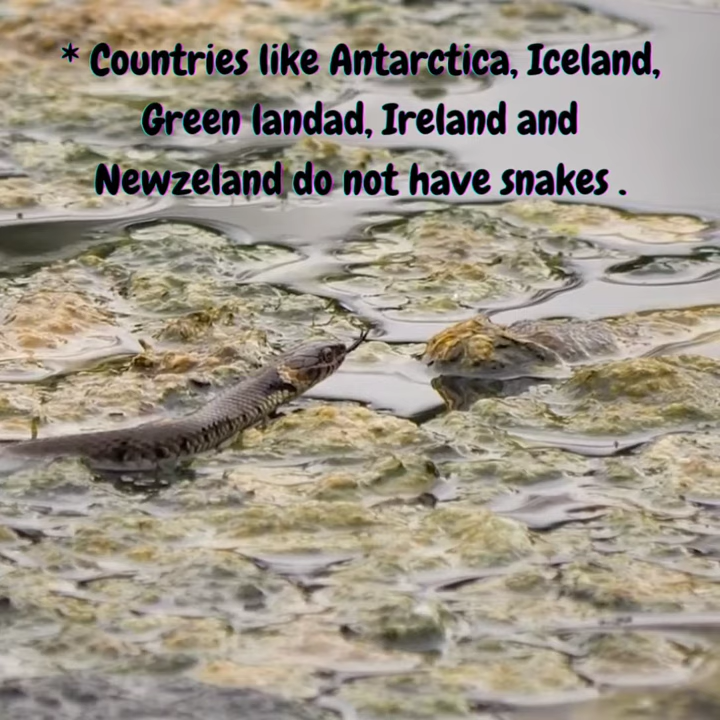 * Countries like Antarctica, Iceland,
Green landad, Ireland and
Newzeland do not have snakes .